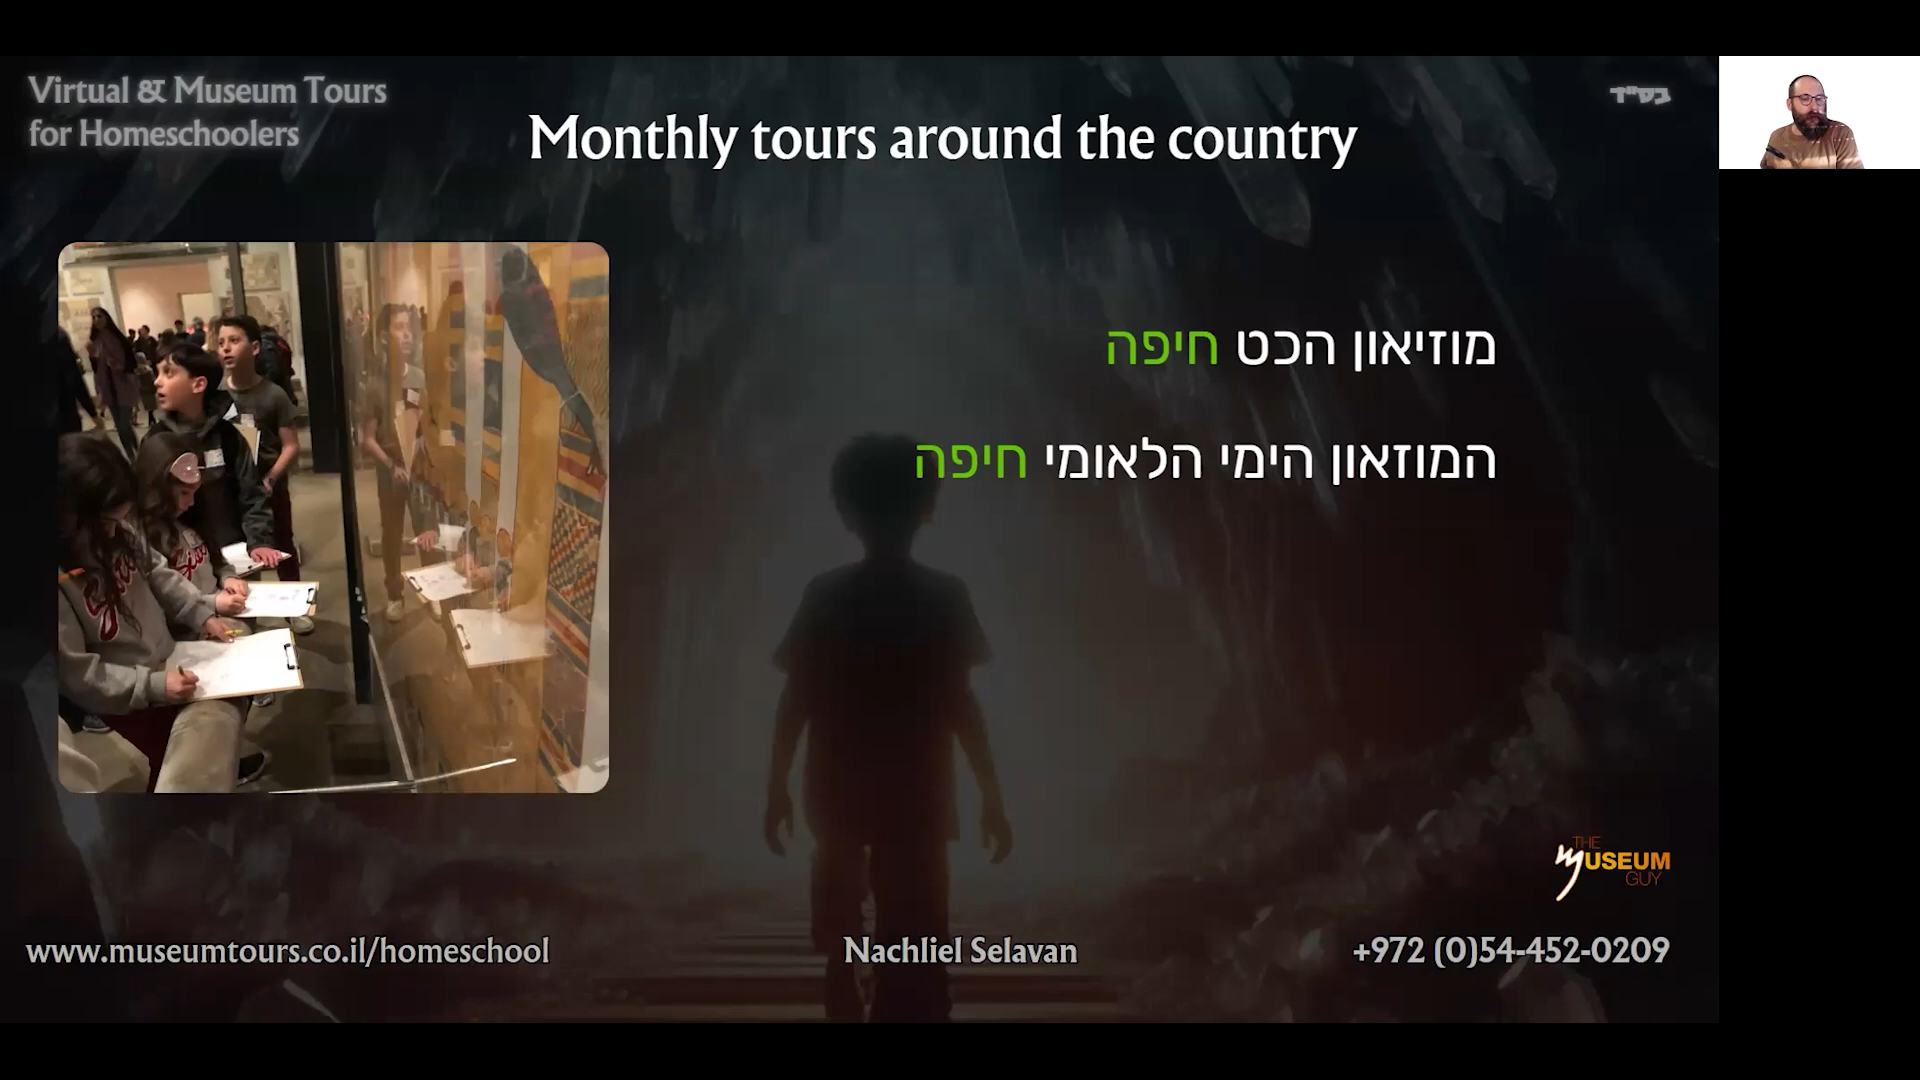 Virtual & Museum Tours
for Homeschoolers
בס"ד
Monthly tours around the country
מוזיאון הכט חיפה
המוזאון הימי הלאומי חיפה
THE
MUSEUM
GUY
www.museumtours.co.il/homeschool
Nachliel Selavan
+972 (0)54-452-0209